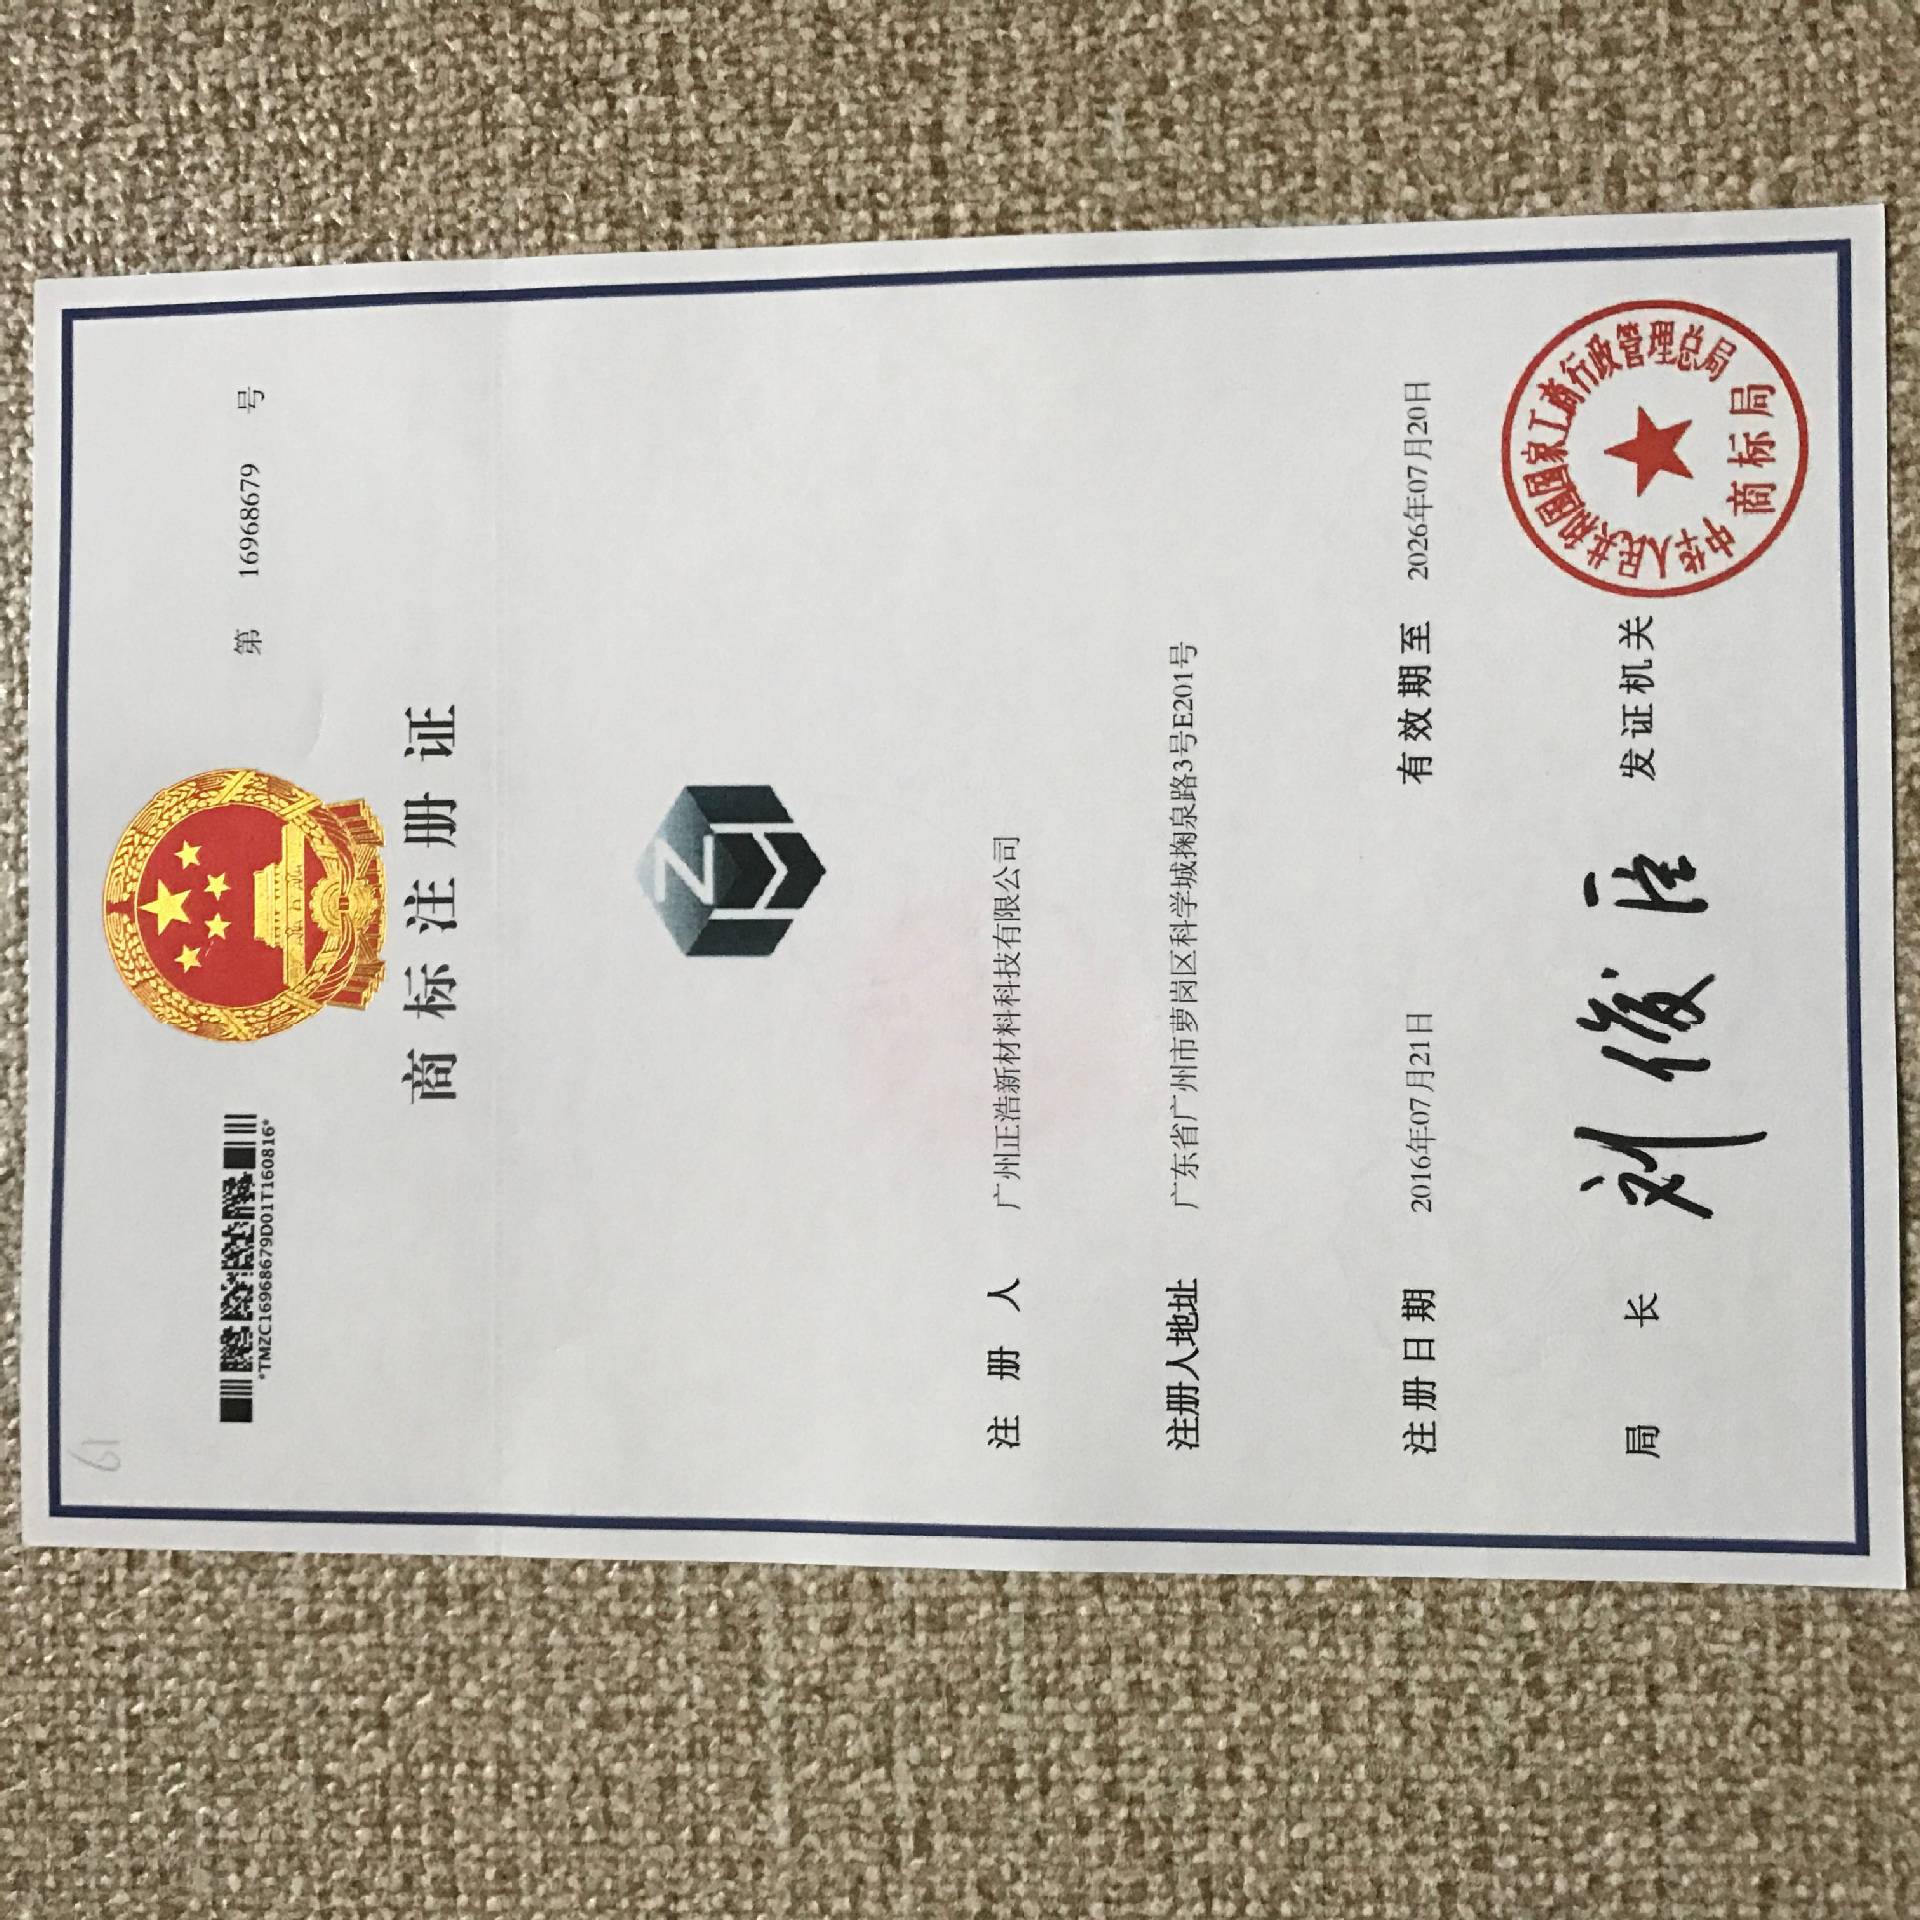 61
*TMZC16968679D01T160816*
第 16968679 号
商标注册证
Z
注册人 广州正浩新材料科技有限公司
注册人地址 广东省广州市萝岗区科学城掬泉路3号E201号
注册日期 2016年07月21日 有效期至 2026年07月20日
局长 刘俊臣 发证机关
中华人民共和国国家工商行政管理总局
商标局